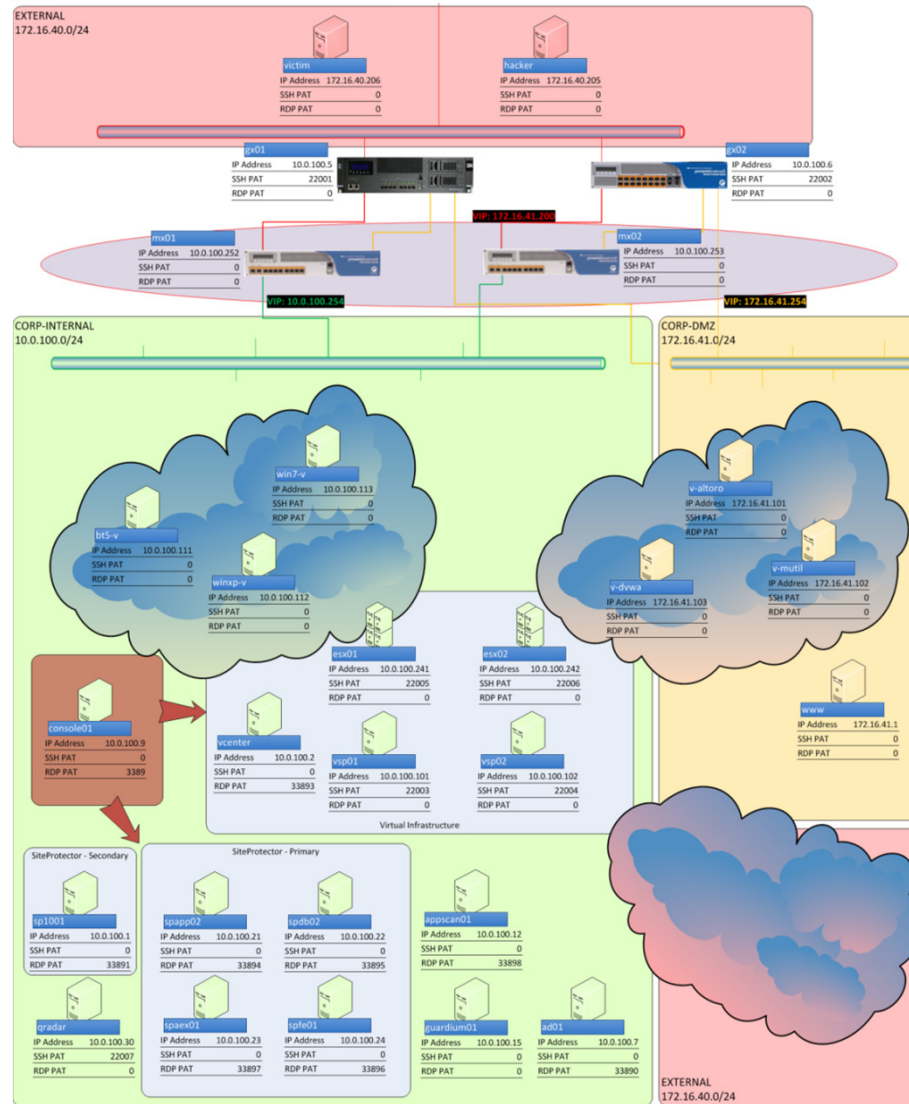 EXTERNAL
172.16.40.0/24
victim
IP Address 172.16.40.206
SSH PAT 0
RDP PAT 0
hacker
IP Address 172.16.40.205
SSH PAT 0
RDP PAT 0
gx01
IP Address 10.0.100.5
SSH PAT 22001
RDP PAT 0
gx02
IP Address 10.0.100.6
SSH PAT 22002
RDP PAT 0
VIP: 172.16.41.200
mx01
IP Address 10.0.100.252
SSH PAT 0
RDP PAT 0
mx02
IP Address 10.0.100.253
SSH PAT 0
RDP PAT 0
VIP: 10.0.100.254
VIP: 172.16.41.254
CORP-INTERNAL
10.0.100.0/24
CORP-DMZ
172.16.41.0/24
win7-v
IP Address 10.0.100.113
SSH PAT 0
RDP PAT 0
bt5-v
IP Address 10.0.100.111
SSH PAT 0
RDP PAT 0
winxp-v
IP Address 10.0.100.112
SSH PAT 0
RDP PAT 0
v-altoro
IP Address 172.16.41.101
SSH PAT 0
RDP PAT 0
v-mutil
IP Address 172.16.41.102
SSH PAT 0
RDP PAT 0
v-dvwa
IP Address 172.16.41.103
SSH PAT 0
RDP PAT 0
esx01
IP Address 10.0.100.241
SSH PAT 22005
RDP PAT 0
esx02
IP Address 10.0.100.242
SSH PAT 22006
RDP PAT 0
console01
IP Address 10.0.100.9
SSH PAT 0
RDP PAT 3389
vcenter
IP Address 10.0.100.2
SSH PAT 0
RDP PAT 33893
vsp01
IP Address 10.0.100.101
SSH PAT 22003
RDP PAT 0
vsp02
IP Address 10.0.100.102
SSH PAT 22004
RDP PAT 0
Virtual Infrastructure
www
IP Address 172.16.41.1
SSH PAT 0
RDP PAT 0
SiteProtector - Secondary
sp1001
IP Address 10.0.100.1
SSH PAT 0
RDP PAT 33891
SiteProtector - Primary
spapp02
IP Address 10.0.100.21
SSH PAT 0
RDP PAT 33894
spdb02
IP Address 10.0.100.22
SSH PAT 0
RDP PAT 33895
appscan01
IP Address 10.0.100.12
SSH PAT 0
RDP PAT 33898
qradar
IP Address 10.0.100.30
SSH PAT 22007
RDP PAT 0
spaex01
IP Address 10.0.100.23
SSH PAT 0
RDP PAT 33897
spfe01
IP Address 10.0.100.24
SSH PAT 0
RDP PAT 33896
guardium01
IP Address 10.0.100.15
SSH PAT 0
RDP PAT 0
ad01
IP Address 10.0.100.7
SSH PAT 0
RDP PAT 33890
EXTERNAL
172.16.40.0/24